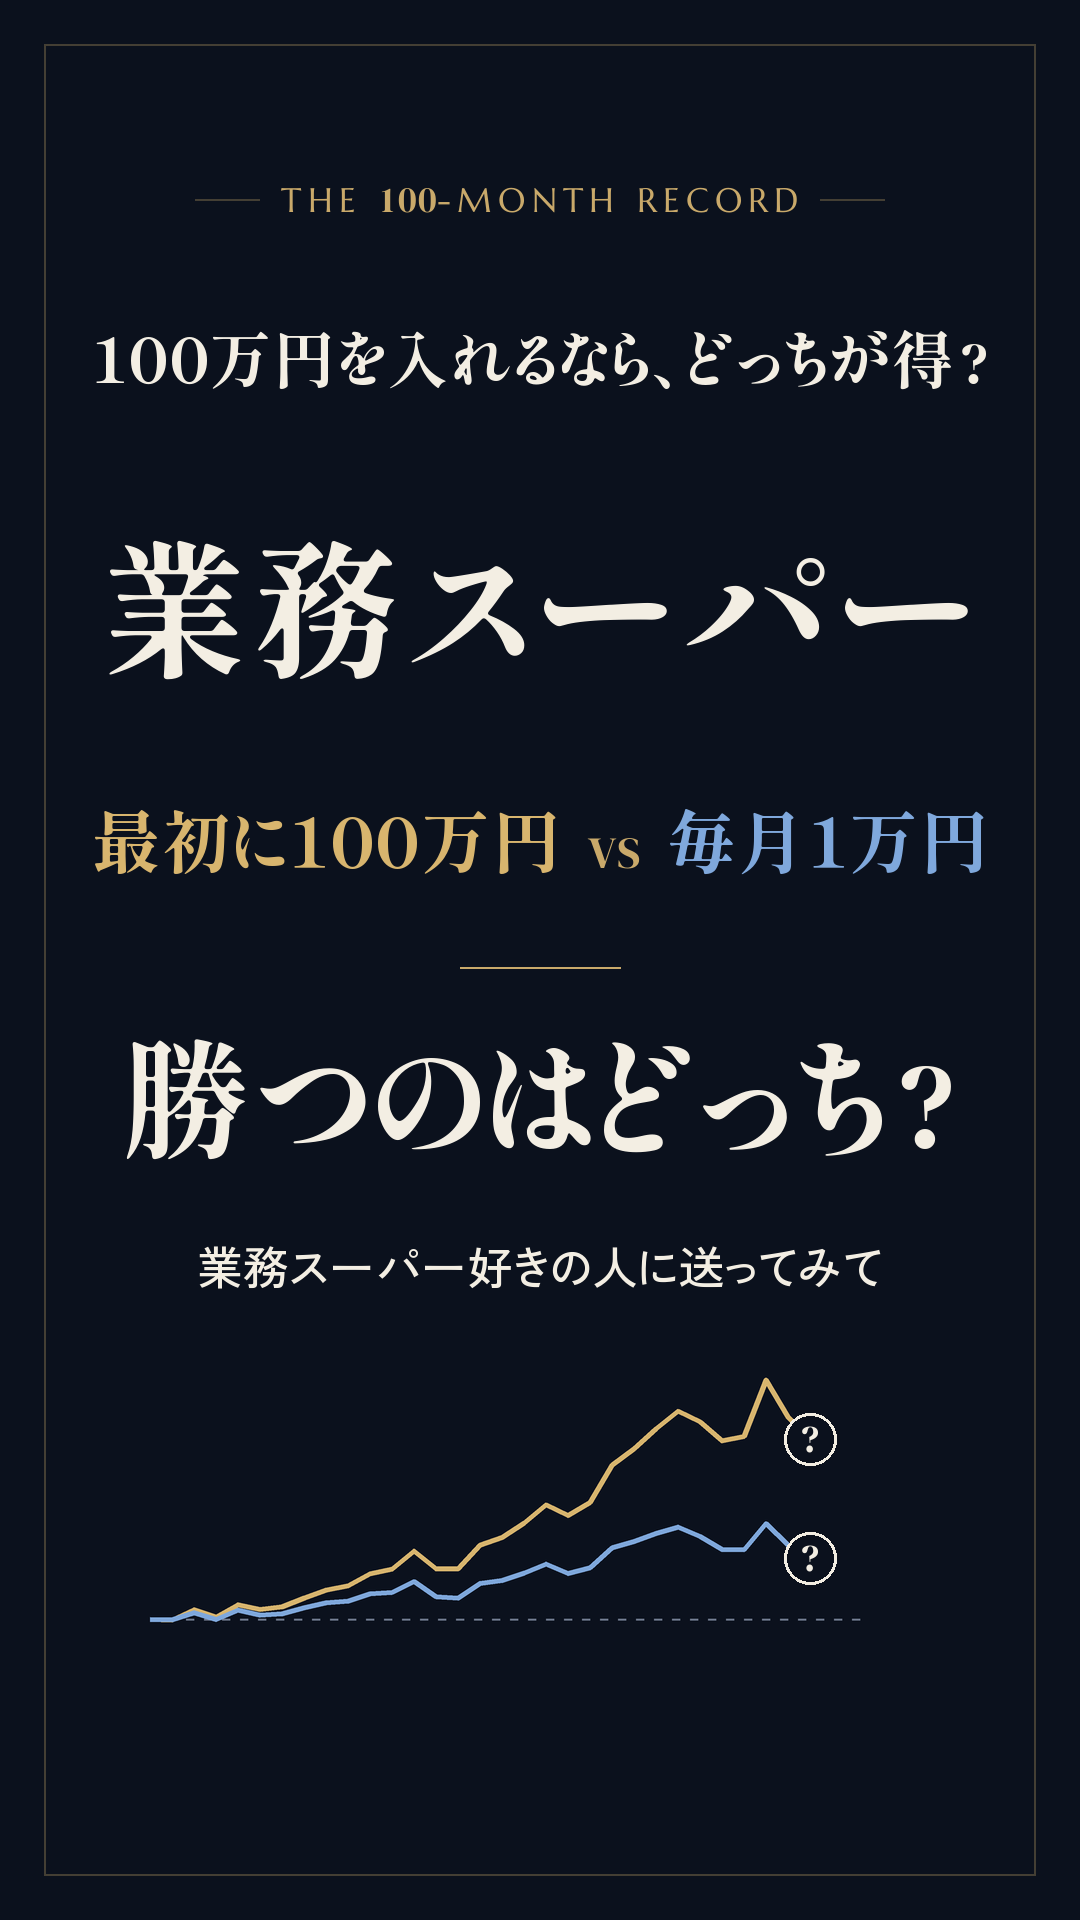 THE 100-MONTH RECORD
100万円を入れるなら、どっちが得?
業務スーパー
最初に100万円 vs 毎月1万円
勝つのはどっち?
業務スーパー好きの人に送ってみて
?
?